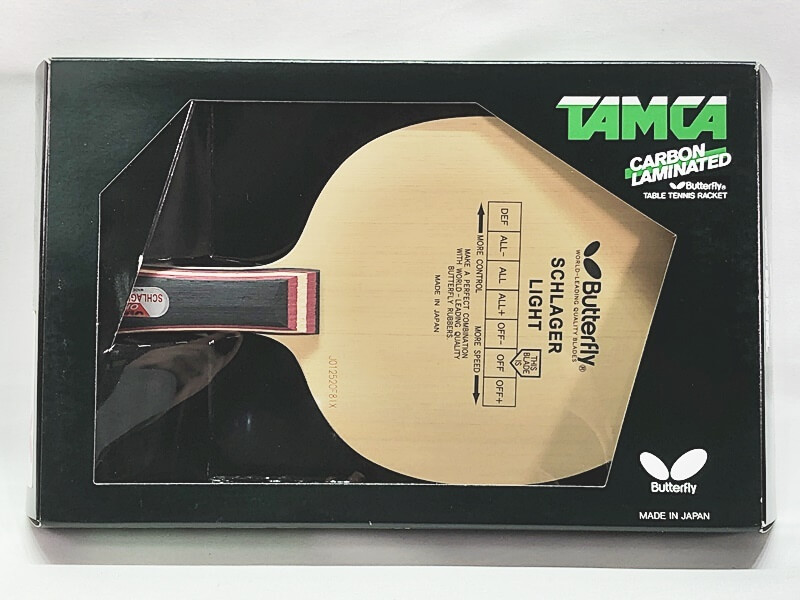 TAMCA
CARBON
LAMINATED
Butterfly®
TABLE TENNIS RACKET
Butterfly®
WORLD-LEADING QUALITY BLADES
SCHLAGER
LIGHT
THIS
BLADE
IS
DEF ALL- ALL ALL+ OFF- OFF OFF+
MORE CONTROL MORE SPEED
MAKE A PERFECT COMBINATION
WITH WORLD-LEADING QUALITY
BUTTERFLY RUBBERS.
MADE IN JAPAN
J012520F81X
Butterfly
MADE IN JAPAN